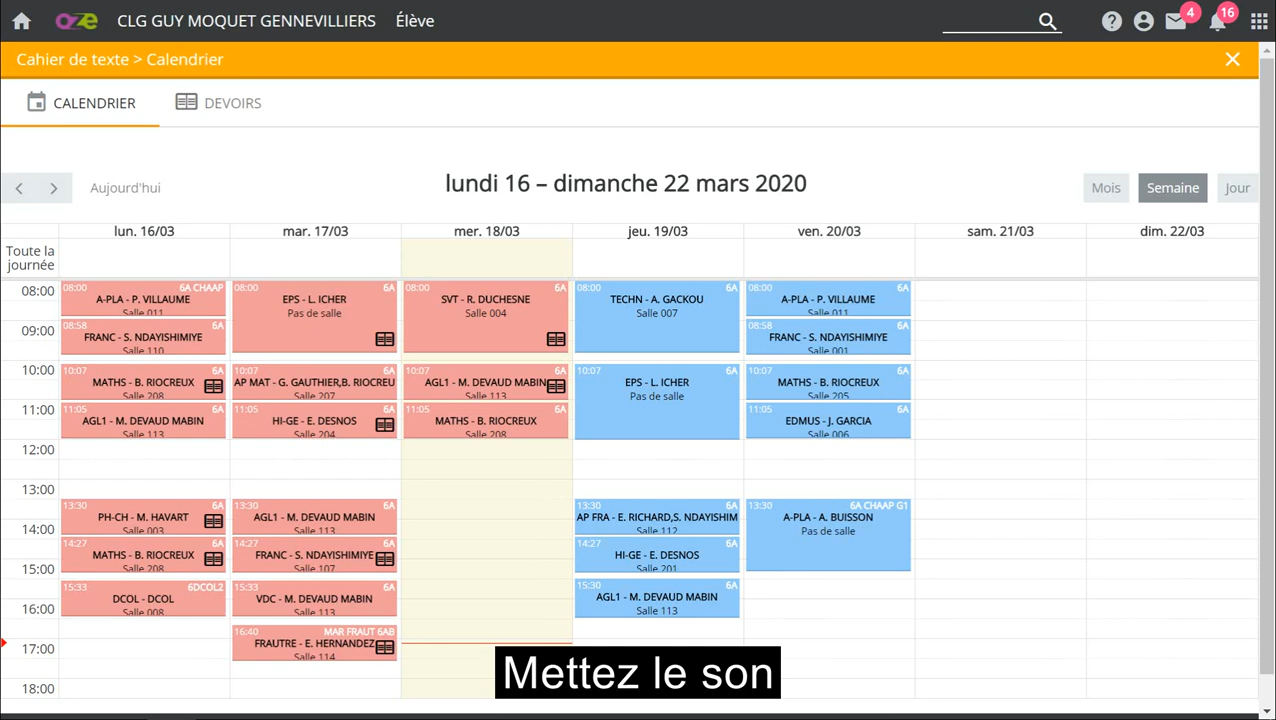 oze CLG GUY MOQUET GENNEVILLIERS Élève 4 16
Cahier de texte > Calendrier
CALENDRIER DEVOIRS
Aujourd'hui
lundi 16 – dimanche 22 mars 2020
Mois Semaine Jour
lun. 16/03 mar. 17/03 mer. 18/03 jeu. 19/03 ven. 20/03 sam. 21/03 dim. 22/03
Toute la
journée
08:00
09:00
10:00
11:00
12:00
13:00
14:00
15:00
16:00
17:00
18:00
08:00 6A CHAAP
A-PLA - P. VILLAUME
Salle 011
08:58 6A
FRANC - S. NDAYISHIMIYE
Salle 110
10:07 6A
MATHS - B. RIOCREUX
Salle 208
11:05 6A
AGL1 - M. DEVAUD MABIN
Salle 113
13:30 6A
PH-CH - M. HAVART
Salle 003
14:27 6A
MATHS - B. RIOCREUX
Salle 208
15:33 6DCOL2
DCOL - DCOL
Salle 008
08:00 6A
EPS - L. ICHER
Pas de salle
10:07 6A
AP MAT - G. GAUTHIER,B. RIOCREU
Salle 207
11:05 6A
HI-GE - E. DESNOS
Salle 204
13:30 6A
AGL1 - M. DEVAUD MABIN
Salle 113
14:27 6A
FRANC - S. NDAYISHIMIYE
Salle 107
15:33 6A
VDC - M. DEVAUD MABIN
Salle 113
16:40 MAR FRAUT 6AB
FRAUTRE - E. HERNANDEZ
Salle 114
08:00 6A
SVT - R. DUCHESNE
Salle 004
10:07 6A
AGL1 - M. DEVAUD MABIN
Salle 113
11:05 6A
MATHS - B. RIOCREUX
Salle 208
08:00 6A
TECHN - A. GACKOU
Salle 007
10:07 6A
EPS - L. ICHER
Pas de salle
13:30 6A
AP FRA - E. RICHARD,S. NDAYISHIM
Salle 112
14:27 6A
HI-GE - E. DESNOS
Salle 201
15:30 6A
AGL1 - M. DEVAUD MABIN
Salle 113
08:00 6A
A-PLA - P. VILLAUME
Salle 011
08:58 6A
FRANC - S. NDAYISHIMIYE
Salle 001
10:07 6A
MATHS - B. RIOCREUX
Salle 205
11:05 6A
EDMUS - J. GARCIA
Salle 006
13:30 6A CHAAP G1
A-PLA - A. BUISSON
Pas de salle
Mettez le son